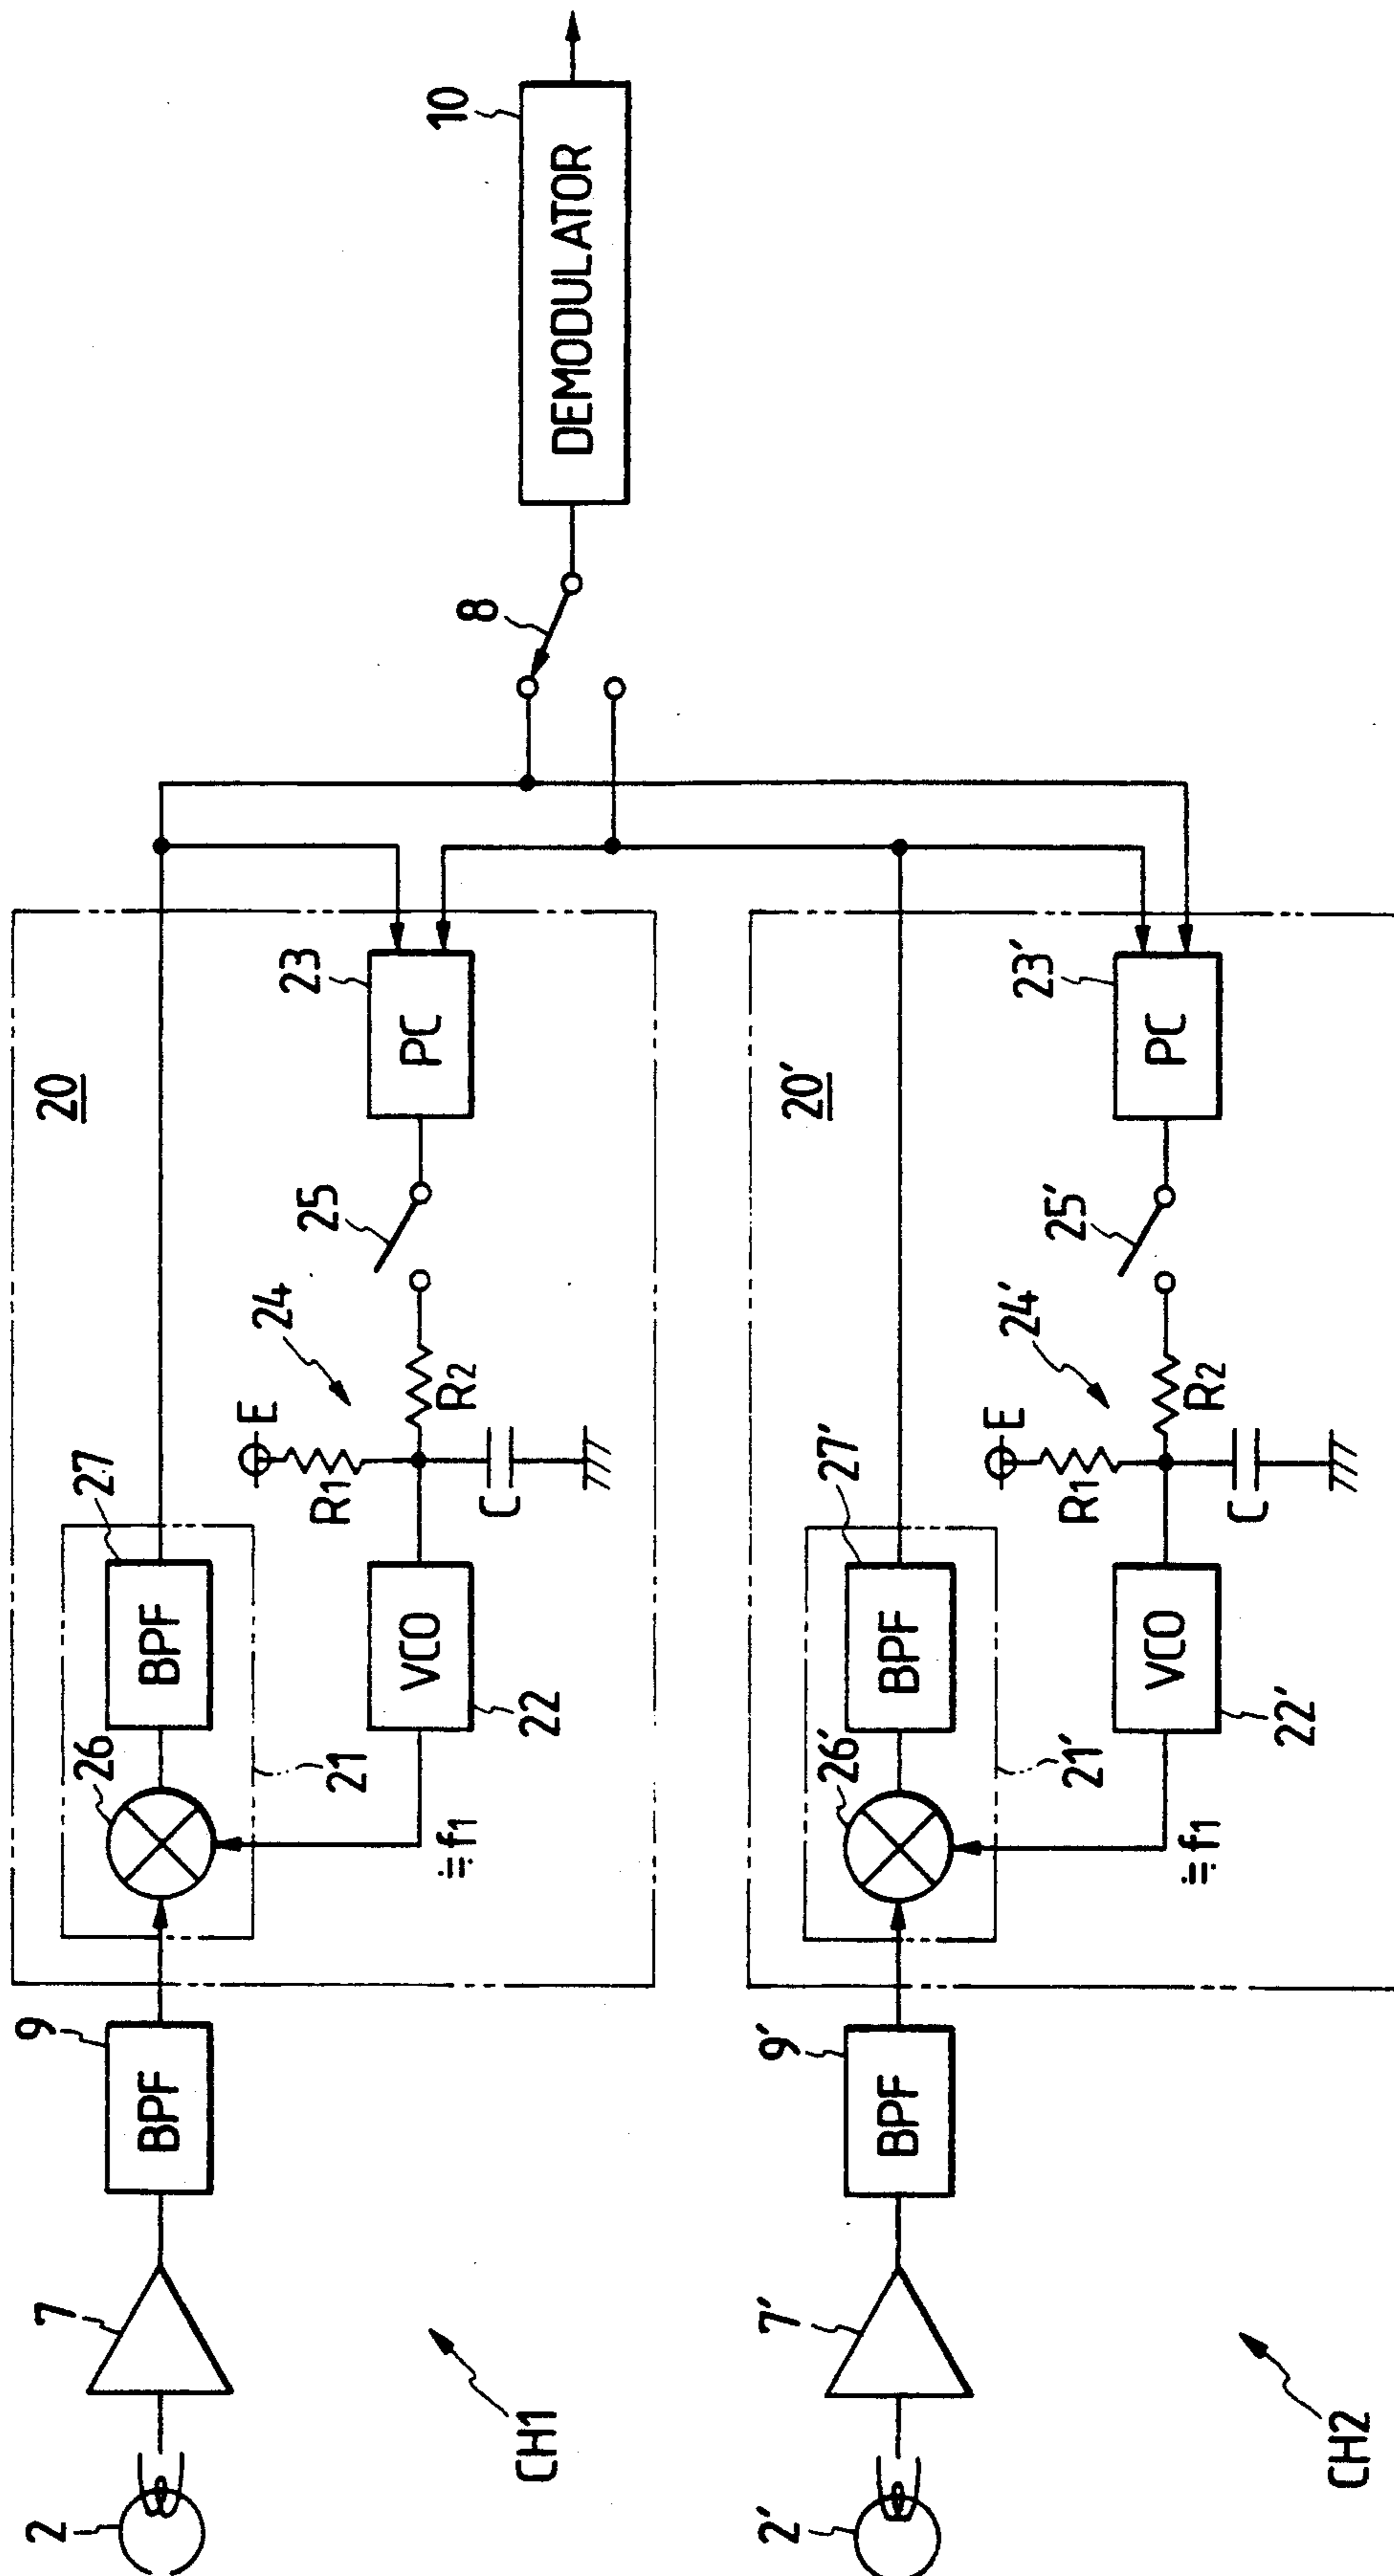 2
7
9
BPF
20
21
26
27
BPF
22
VCO
≒f1
24
E
R1
R2
C
25
23
PC
CH1
8
10
DEMODULATOR
2′
7′
9′
BPF
20′
21′
26′
27′
BPF
22′
VCO
≒f1
24′
E
R1
R2
C
25′
23′
PC
CH2